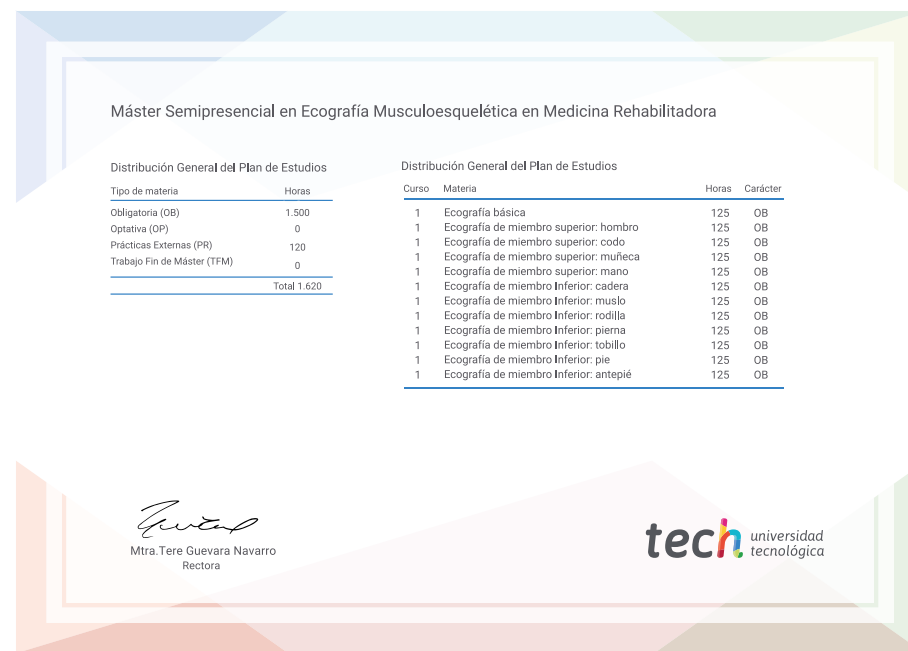 Máster Semipresencial en Ecografía Musculoesquelética en Medicina Rehabilitadora
Distribución General del Plan de Estudios
Tipo de materia Horas
Obligatoria (OB) 1.500
Optativa (OP) 0
Prácticas Externas (PR) 120
Trabajo Fin de Máster (TFM) 0
Total 1.620
Distribución General del Plan de Estudios
Curso Materia Horas Carácter
1 Ecografía básica 125 OB
1 Ecografía de miembro superior: hombro 125 OB
1 Ecografía de miembro superior: codo 125 OB
1 Ecografía de miembro superior: muñeca 125 OB
1 Ecografía de miembro superior: mano 125 OB
1 Ecografía de miembro Inferior: cadera 125 OB
1 Ecografía de miembro Inferior: muslo 125 OB
1 Ecografía de miembro Inferior: rodilla 125 OB
1 Ecografía de miembro Inferior: pierna 125 OB
1 Ecografía de miembro Inferior: tobillo 125 OB
1 Ecografía de miembro Inferior: pie 125 OB
1 Ecografía de miembro Inferior: antepié 125 OB
Mtra.Tere Guevara Navarro
Rectora
tech universidad
tecnológica